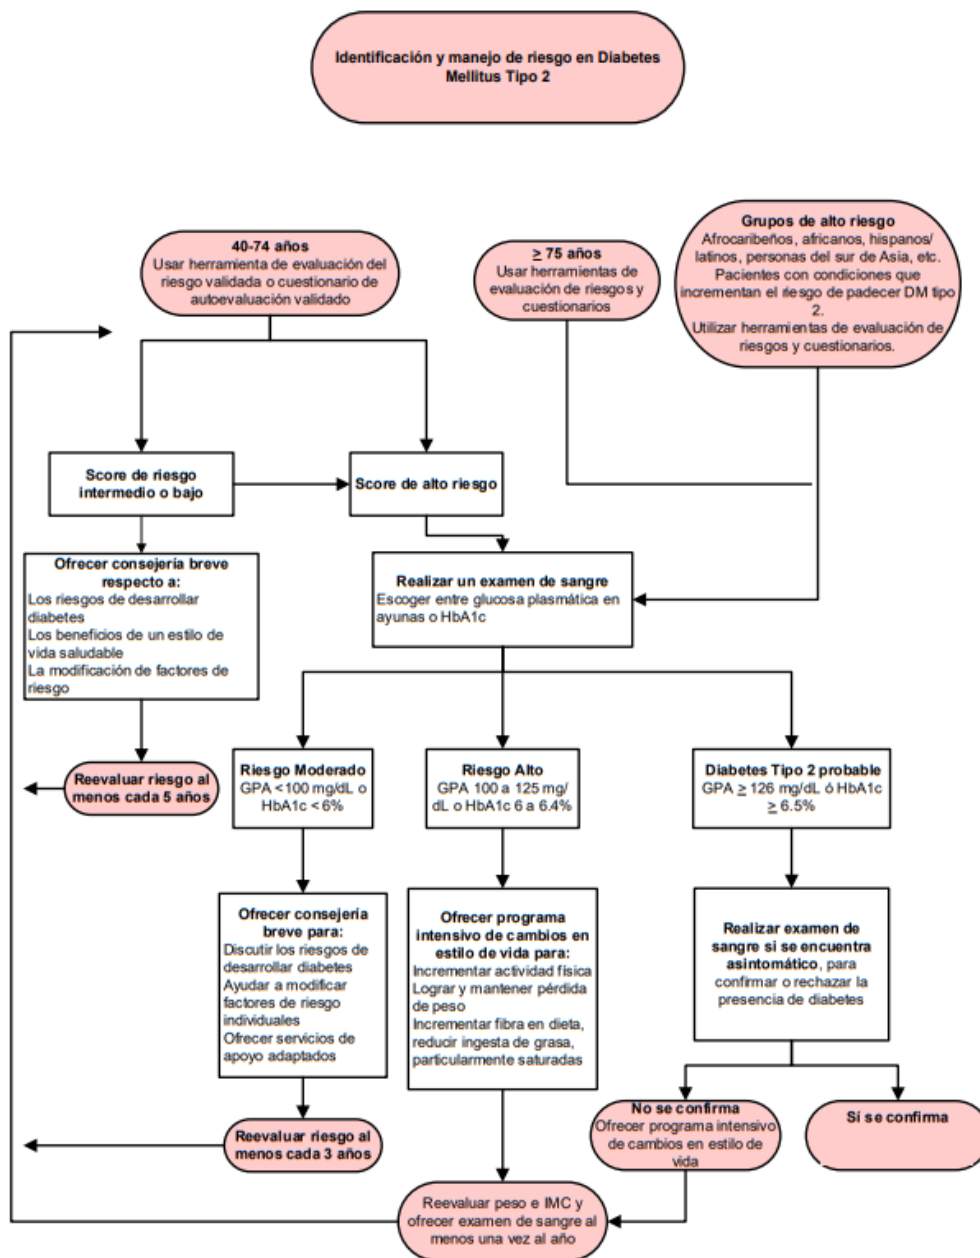 Identificación y manejo de riesgo en Diabetes
Mellitus Tipo 2
40-74 años
Usar herramienta de evaluación del
riesgo validada o cuestionario de
autoevaluación validado
≥ 75 años
Usar herramientas de
evaluación de riesgos y
cuestionarios
Grupos de alto riesgo
Afrocaribeños, africanos, hispanos/
latinos, personas del sur de Asia, etc.
Pacientes con condiciones que
incrementan el riesgo de padecer DM tipo
2.
Utilizar herramientas de evaluación de
riesgos y cuestionarios.
Score de riesgo
intermedio o bajo
Score de alto riesgo
Ofrecer consejería breve
respecto a:
Los riesgos de desarrollar
diabetes
Los beneficios de un estilo de
vida saludable
La modificación de factores de
riesgo
Realizar un examen de sangre
Escoger entre glucosa plasmática en
ayunas o HbA1c
Reevaluar riesgo al
menos cada 5 años
Riesgo Moderado
GPA <100 mg/dL o
HbA1c < 6%
Riesgo Alto
GPA 100 a 125 mg/
dL o HbA1c 6 a 6.4%
Diabetes Tipo 2 probable
GPA ≥ 126 mg/dL ó HbA1c
≥ 6.5%
Ofrecer consejería
breve para:
Discutir los riesgos de
desarrollar diabetes
Ayudar a modificar
factores de riesgo
individuales
Ofrecer servicios de
apoyo adaptados
Ofrecer programa
intensivo de cambios en
estilo de vida para:
Incrementar actividad física
Lograr y mantener pérdida
de peso
Incrementar fibra en dieta,
reducir ingesta de grasa,
particularmente saturadas
Realizar examen de
sangre si se encuentra
asintomático, para
confirmar o rechazar la
presencia de diabetes
Reevaluar riesgo al
menos cada 3 años
No se confirma
Ofrecer programa intensivo
de cambios en estilo de
vida
Sí se confirma
Reevaluar peso e IMC y
ofrecer examen de sangre al
menos una vez al año